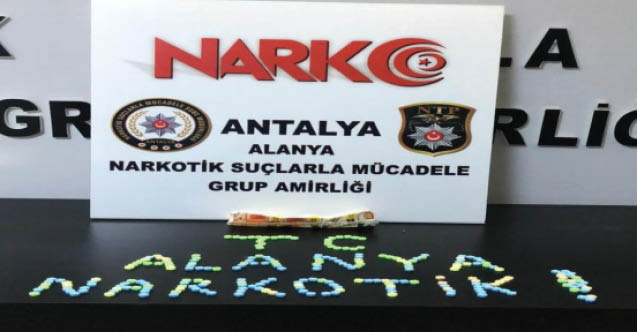 NARKO
ANTALYA
ALANYA
NARKOTİK SUÇLARLA MÜCADELE
GRUP AMİRLİĞİ
NTP
TC
ALANYA
NARKOTİK